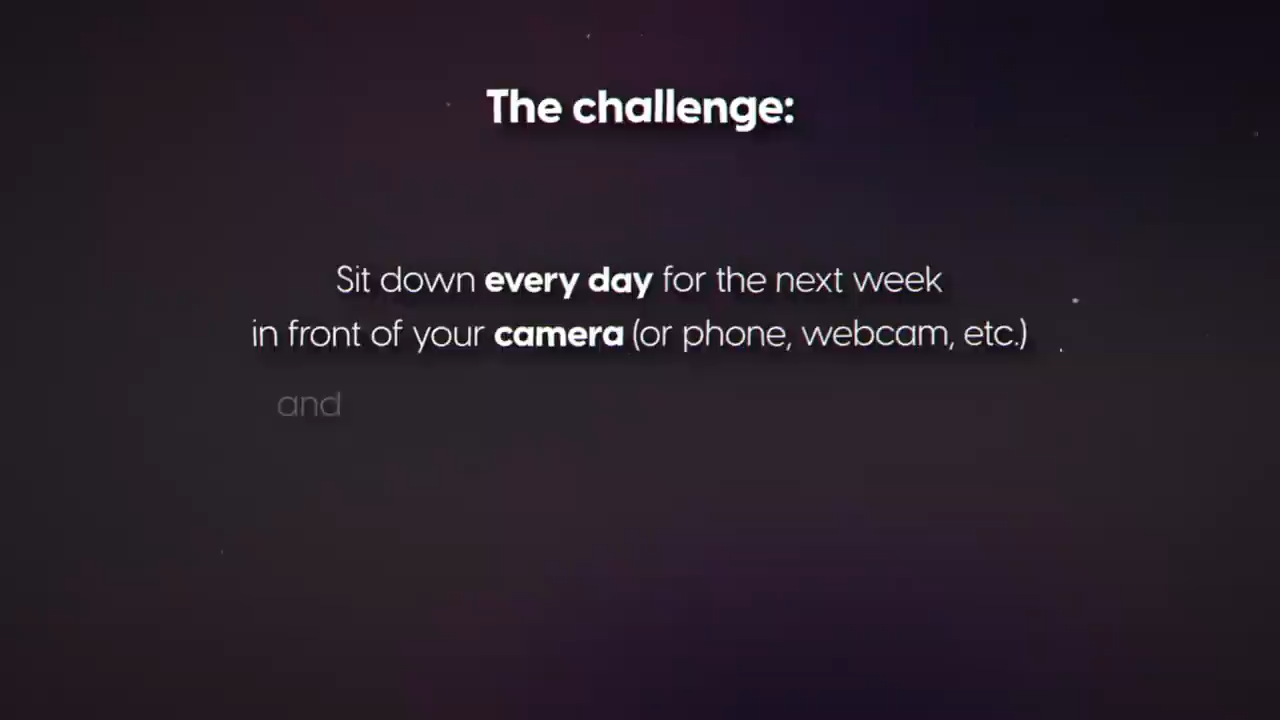 The challenge:
Sit down every day for the next week
in front of your camera (or phone, webcam, etc.)
and